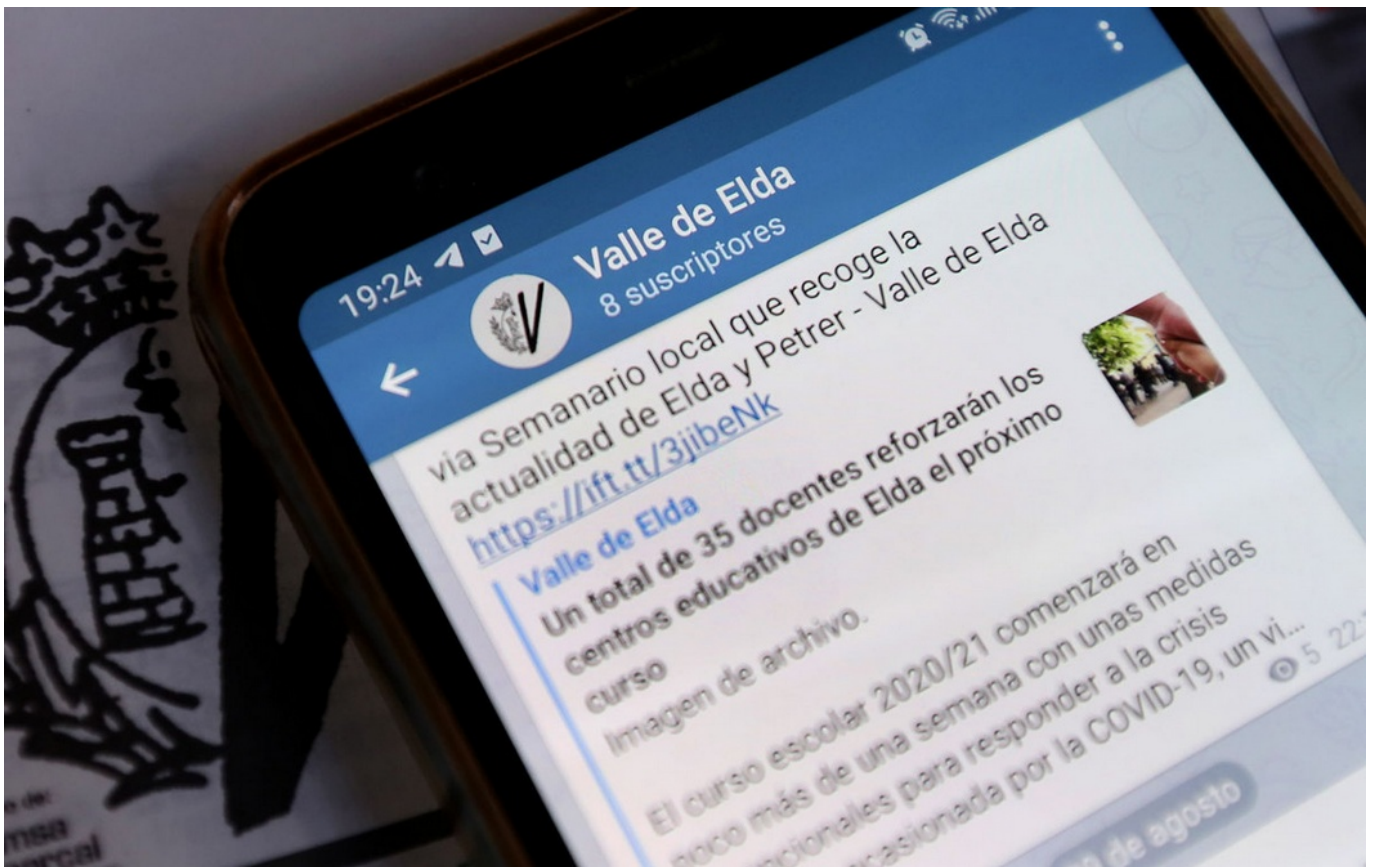 19:24
Valle de Elda
8 suscriptores
via Semanario local que recoge la
actualidad de Elda y Petrer - Valle de Elda
https://ift.tt/3jibeNk
Valle de Elda
Un total de 35 docentes reforzarán los
centros educativos de Elda el próximo
curso
Imagen de archivo.
El curso escolar 2020/21 comenzará en
poco más de una semana con unas medidas
para responder a la crisis
ocasionada por la COVID-19, un vi...
5 22:
de agosto